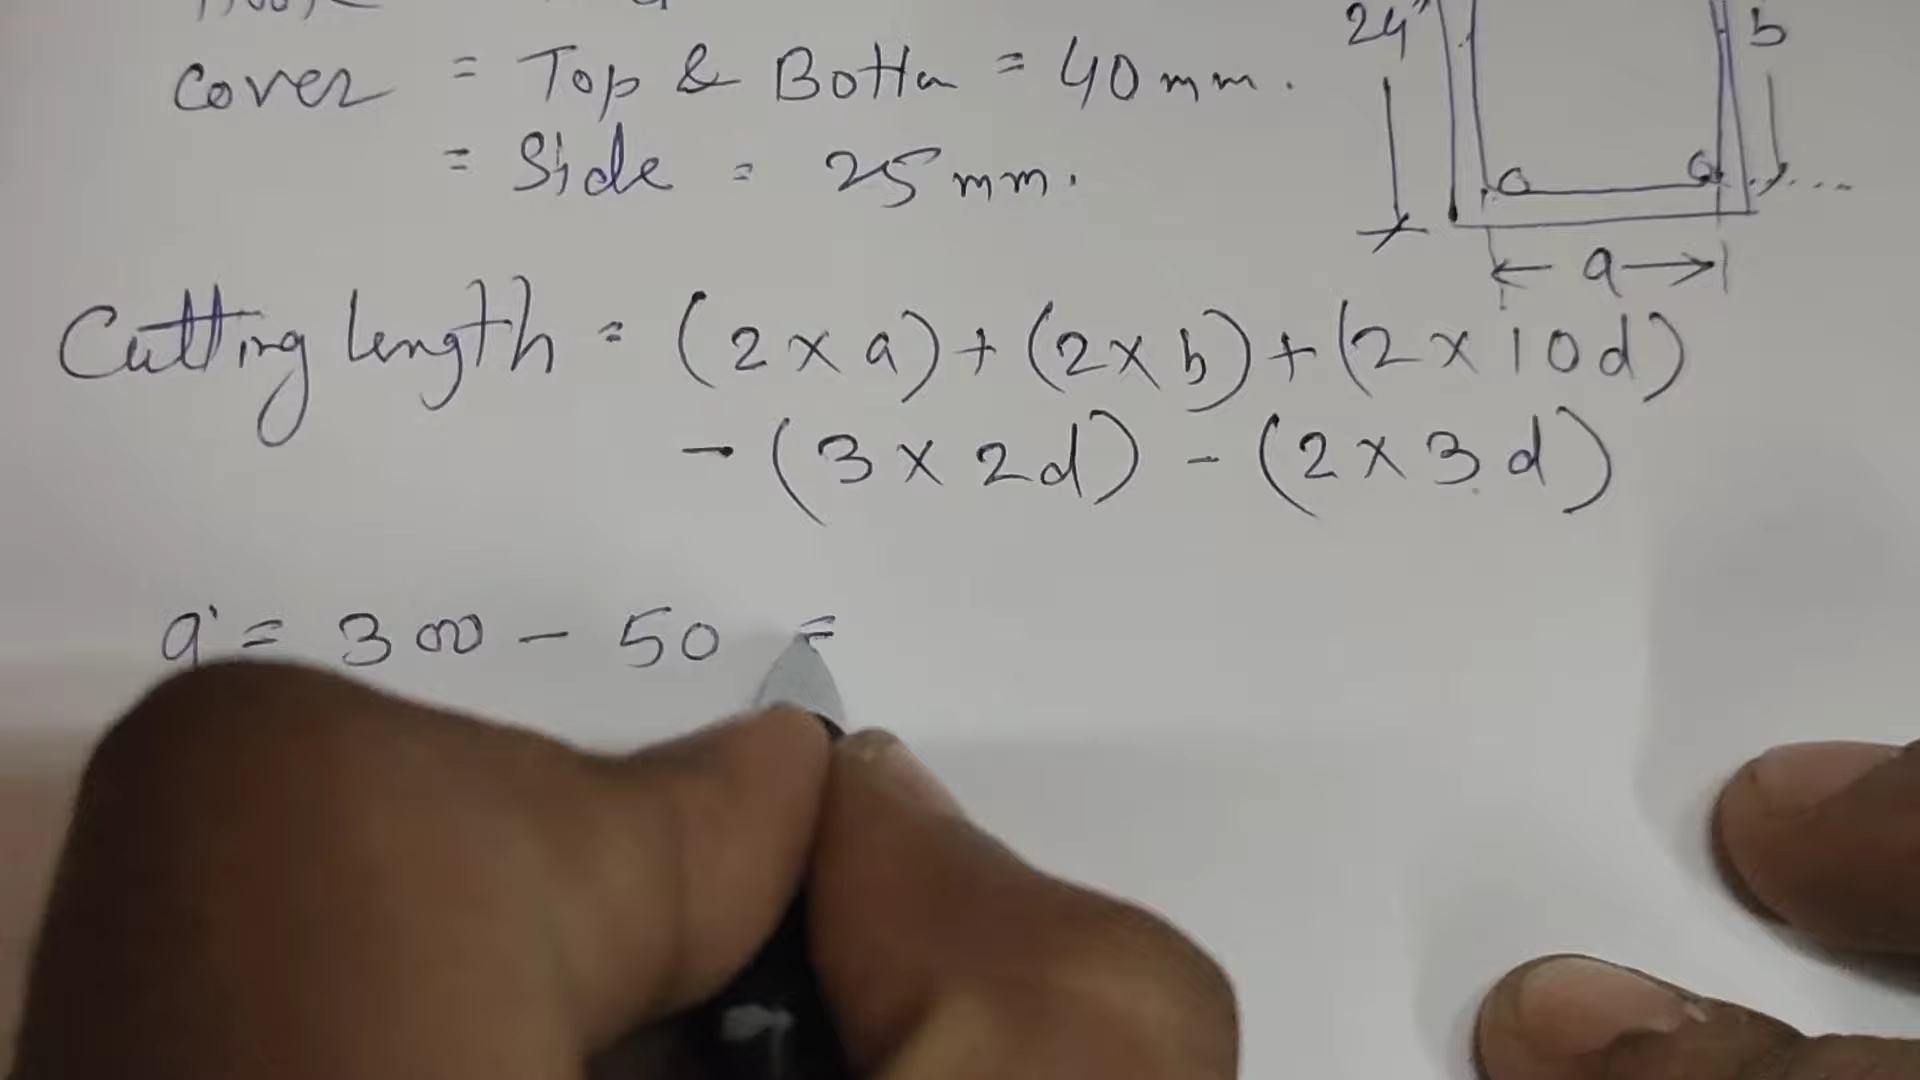 Cover = Top & Bottm = 40 mm.
= Side = 25 mm.
24"
b
a
Cutting length = (2 x a) + (2 x b) + (2 x 10d)
- (3 x 2d) - (2 x 3d)
a = 300 - 50 =